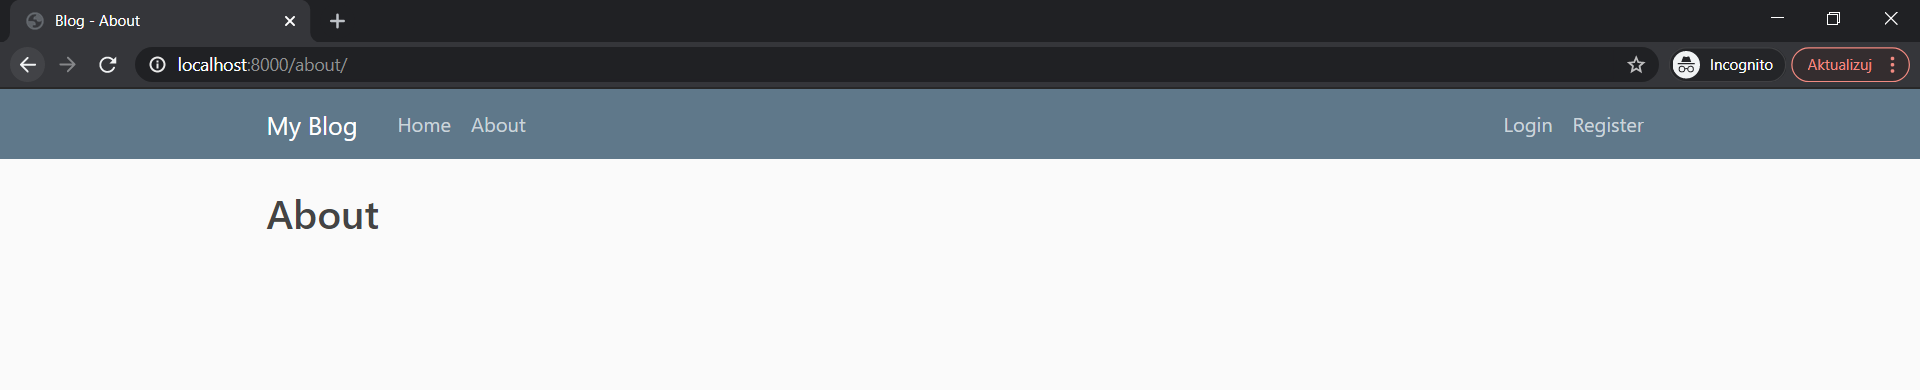 Blog - About
localhost:8000/about/
Incognito
Aktualizuj
My Blog Home About Login Register
About